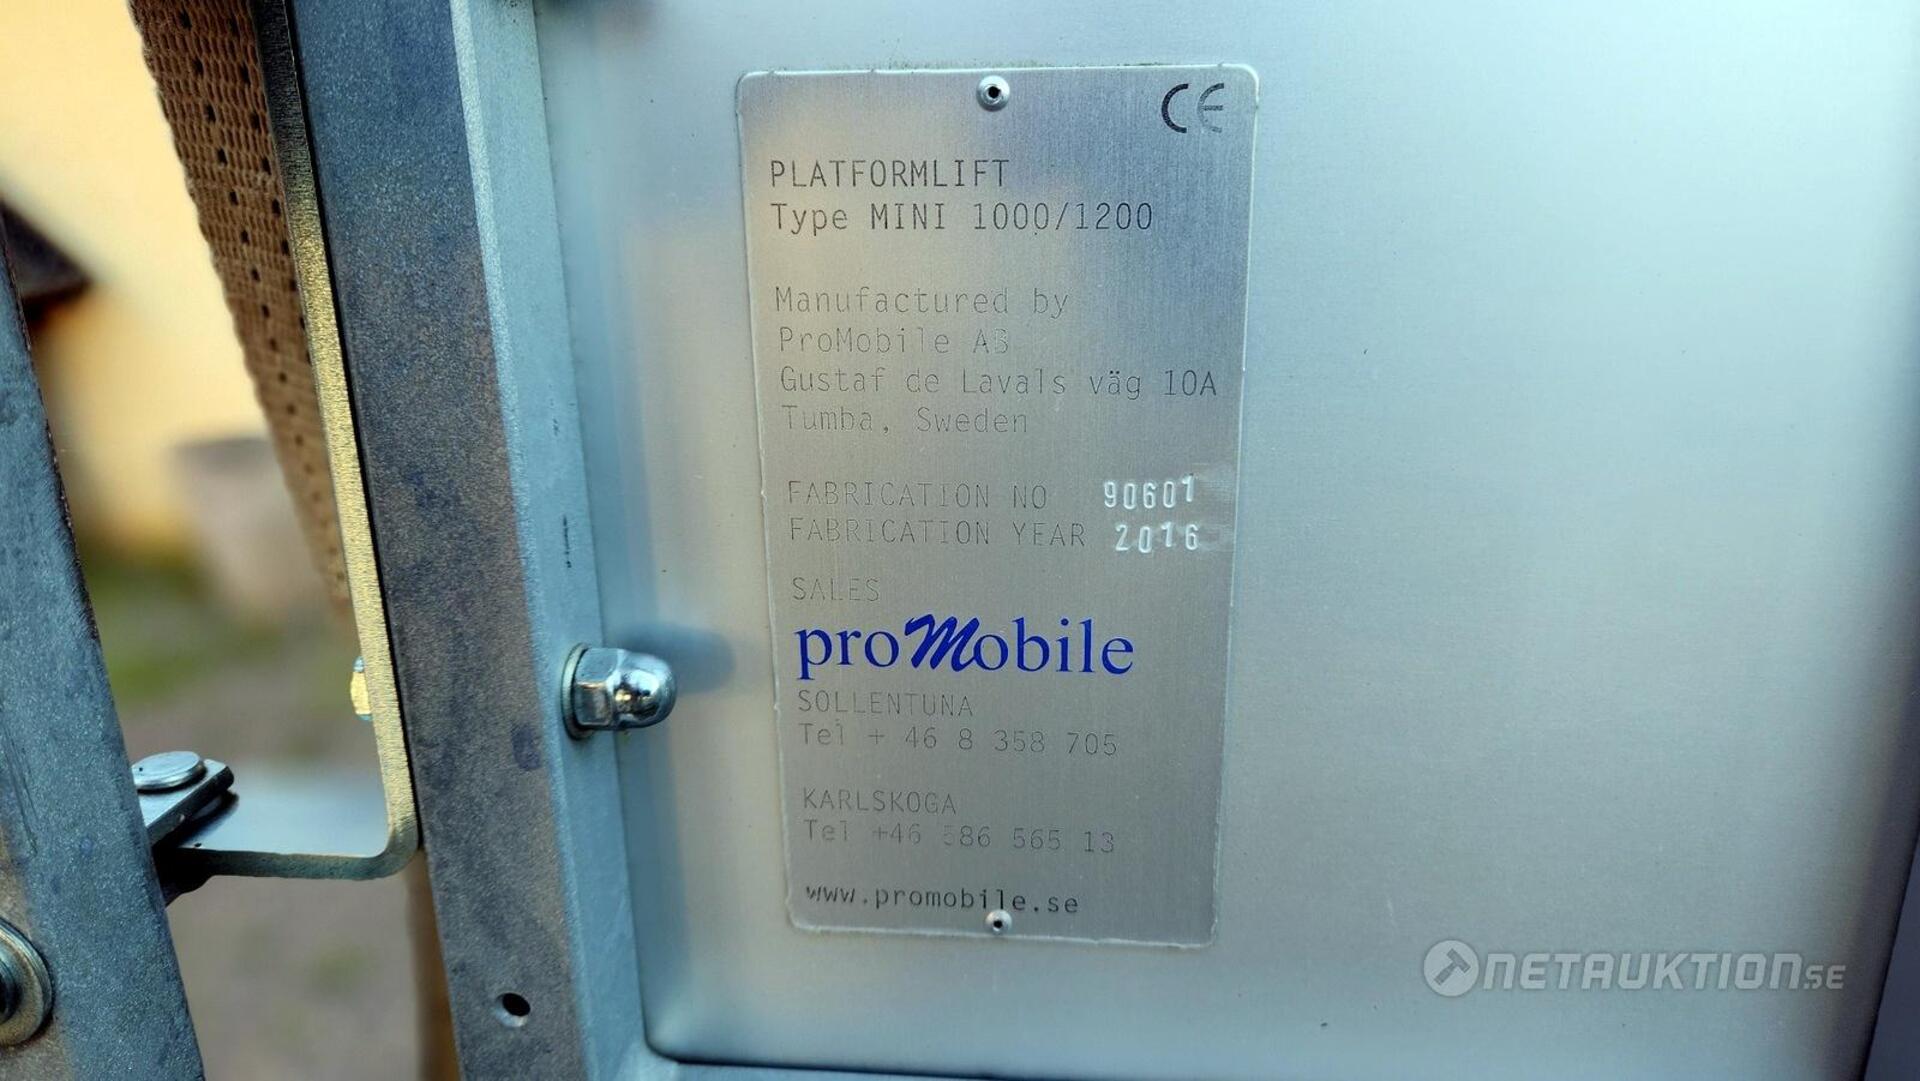 CE
PLATFORMLIFT
Type MINI 1000/1200
Manufactured by
ProMobile AB
Gustaf de Lavals väg 10A
Tumba, Sweden
FABRICATION NO 90601
FABRICATION YEAR 2016
SALES
proMobile
SOLLENTUNA
Tel + 46 8 358 705
KARLSKOGA
Tel +46 586 565 13
www.promobile.se
NETAUKTION.SE